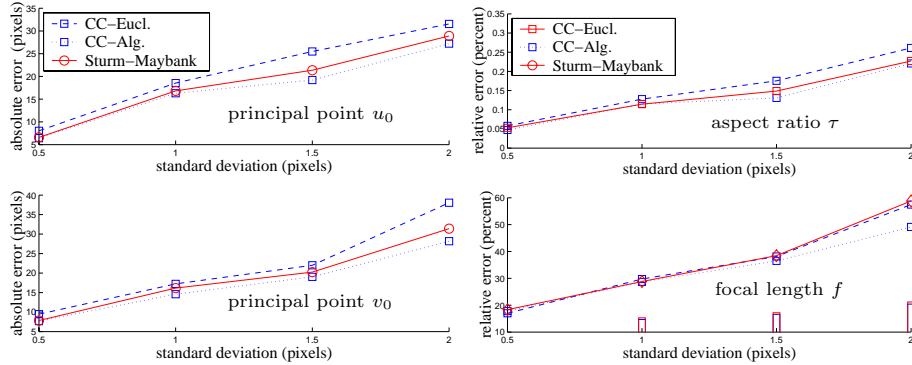 absolute error (pixels)
35
30
25
20
15
10
5
CC–Eucl.
CC–Alg.
Sturm–Maybank
principal point u₀
0.5
1
1.5
2
standard deviation (pixels)
relative error (percent)
0.35
0.3
0.25
0.2
0.15
0.1
0.05
0
CC–Eucl.
CC–Alg.
Sturm–Maybank
aspect ratio τ
0.5
1
1.5
2
standard deviation (pixels)
absolute error (pixels)
40
35
30
25
20
15
10
5
principal point v₀
0.5
1
1.5
2
standard deviation (pixels)
relative error (percent)
60
50
40
30
20
10
focal length f
0.5
1
1.5
2
standard deviation (pixels)